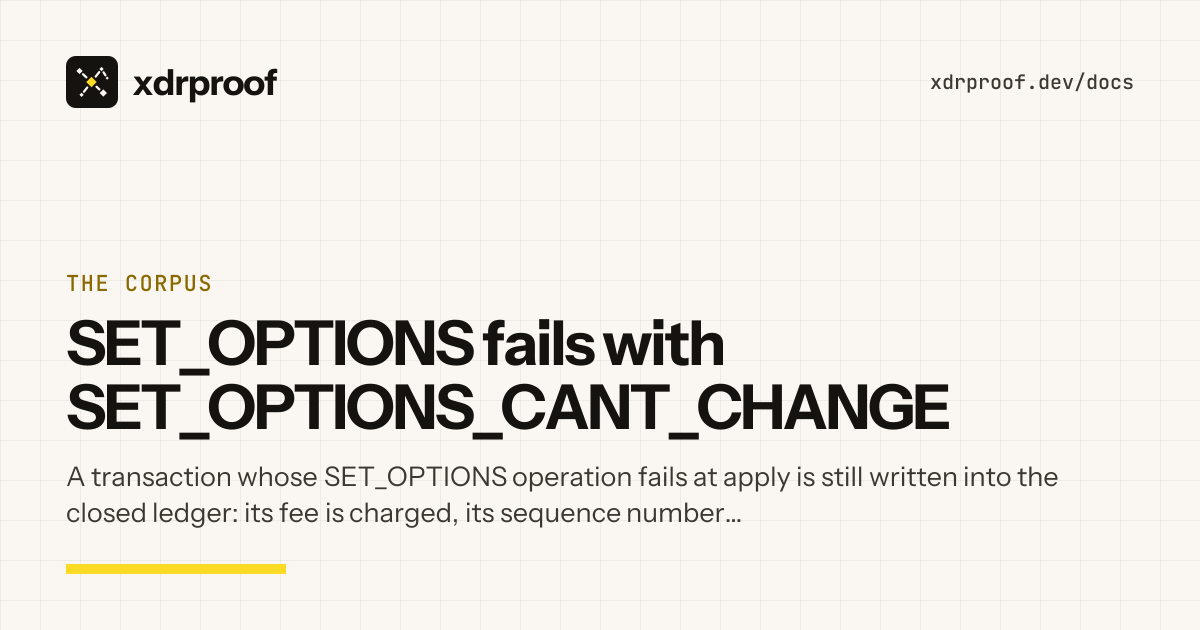 xdrproof
xdrproof.dev/docs
THE CORPUS
SET_OPTIONS fails with
SET_OPTIONS_CANT_CHANGE
A transaction whose SET_OPTIONS operation fails at apply is still written into the
closed ledger: its fee is charged, its sequence number…